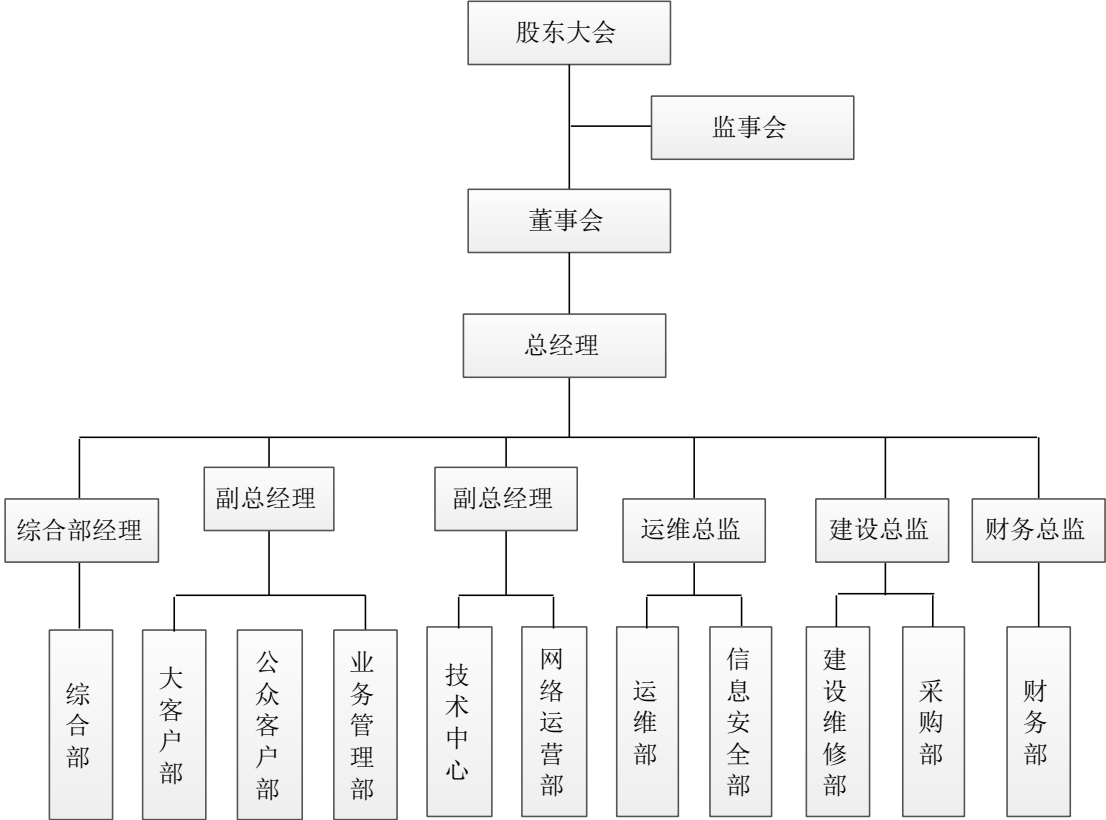 股东大会
监事会
董事会
总经理
综合部经理
副总经理
副总经理
运维总监
建设总监
财务总监
综合部
大客户部
公众客户部
业务管理部
技术中心
网络运营部
运维部
信息安全部
建设维修部
采购部
财务部